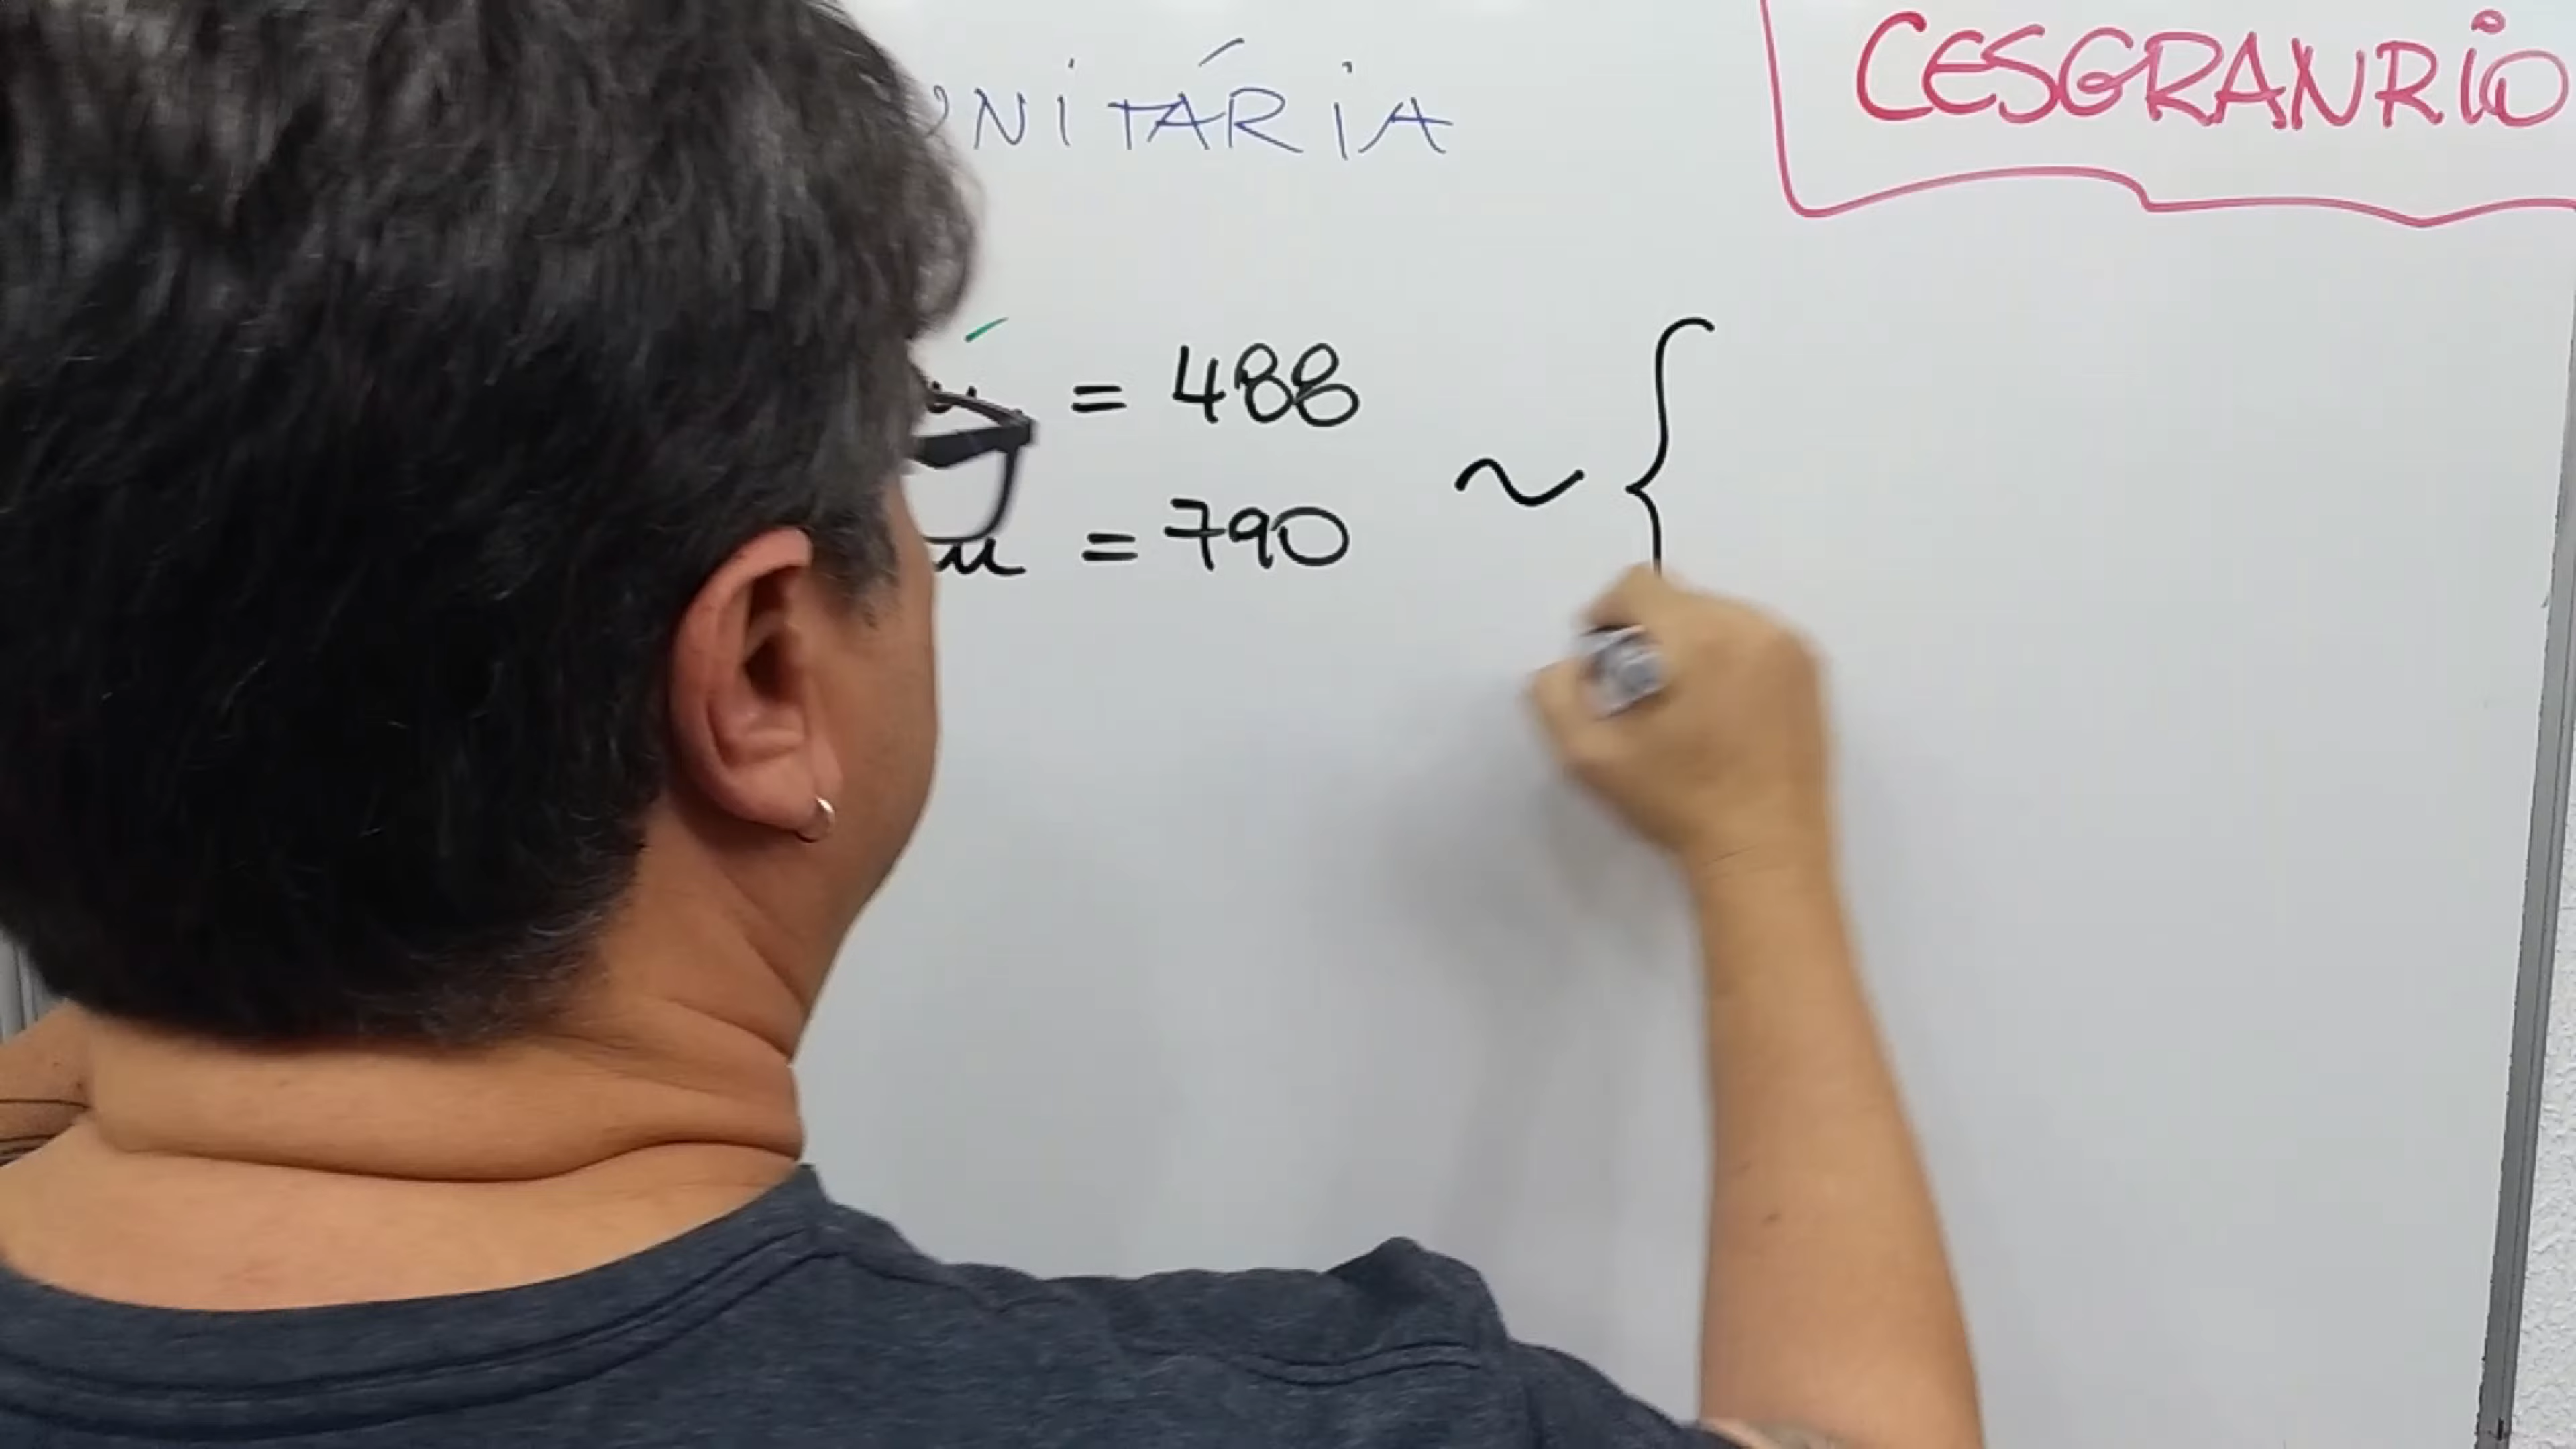 NITÁRIA
CESGRANRIO
= 488
~ {
= 790